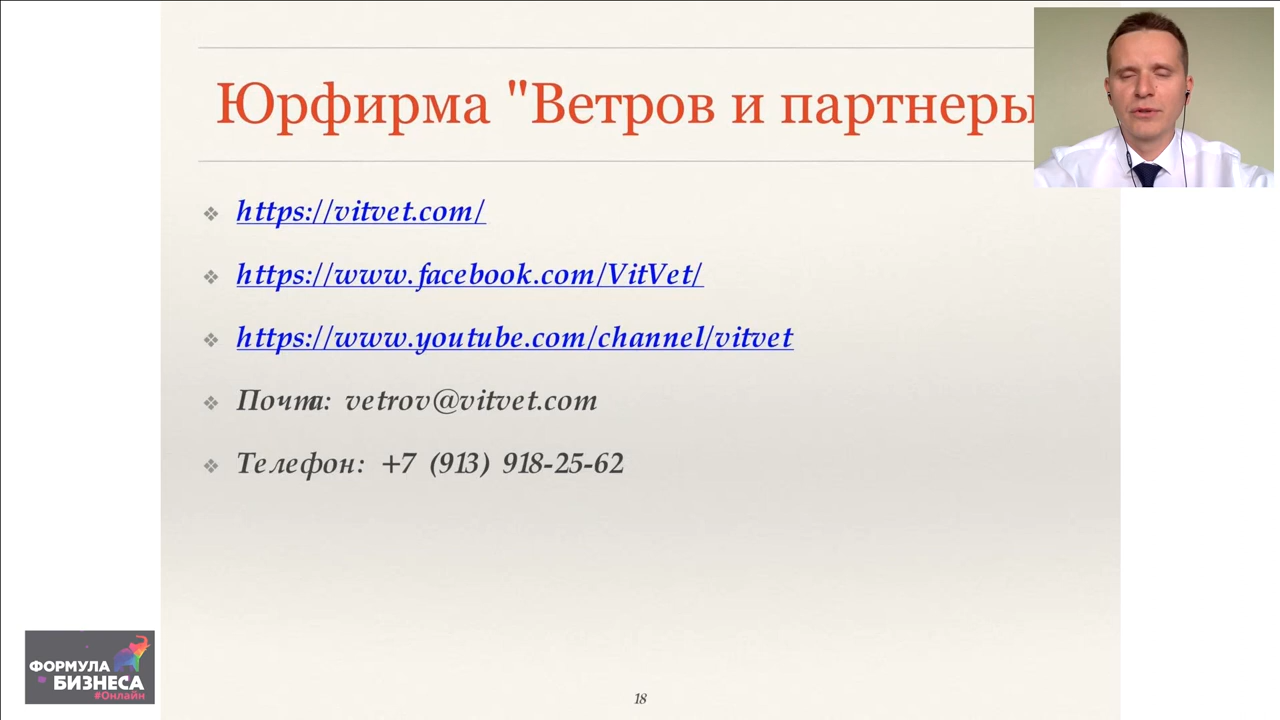 Юрфирма "Ветров и партнеры
https://vitvet.com/
https://www.facebook.com/VitVet/
https://www.youtube.com/channel/vitvet
Почта: vetrov@vitvet.com
Телефон: +7 (913) 918-25-62
ФОРМУЛА
БИЗНЕСА
#Онлайн
18